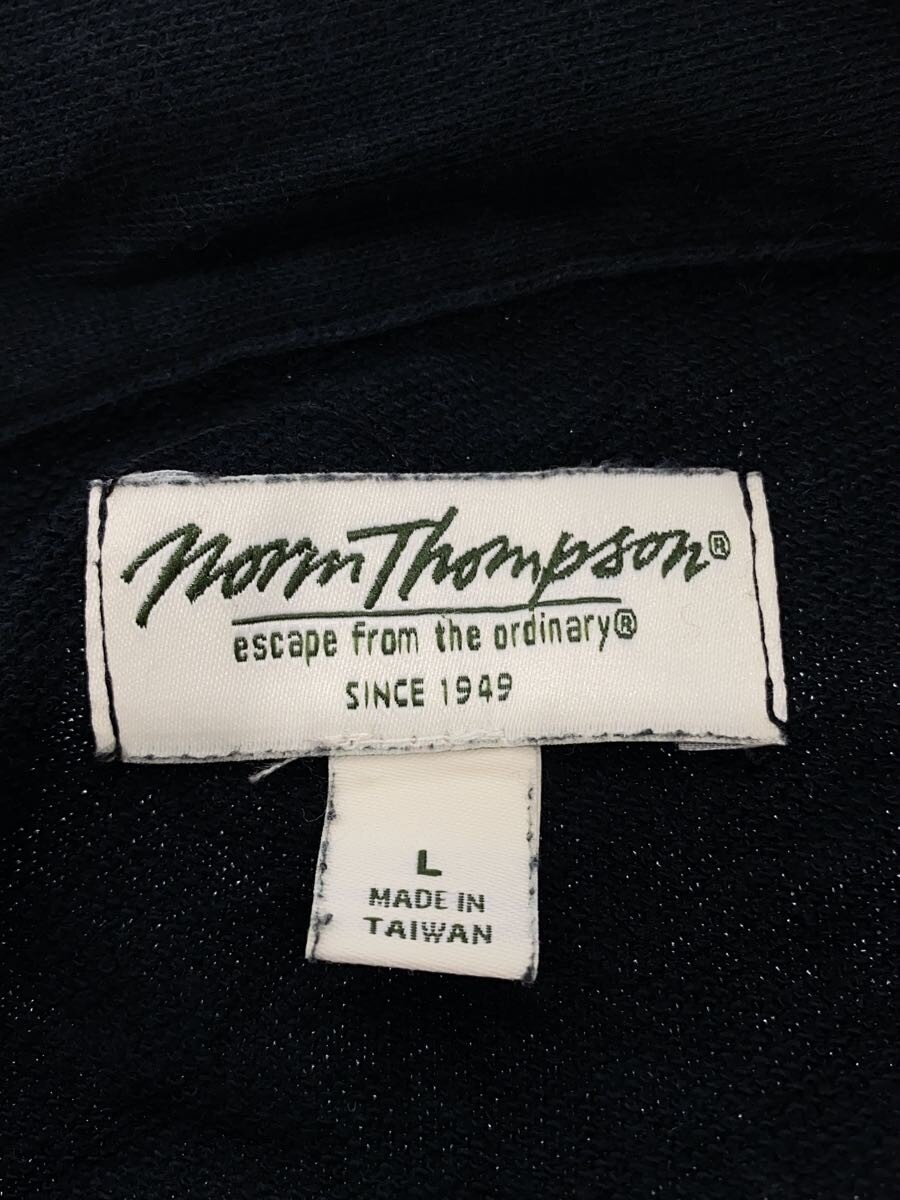 Norm Thompson®
escape from the ordinary®
SINCE 1949
L
MADE IN
TAIWAN